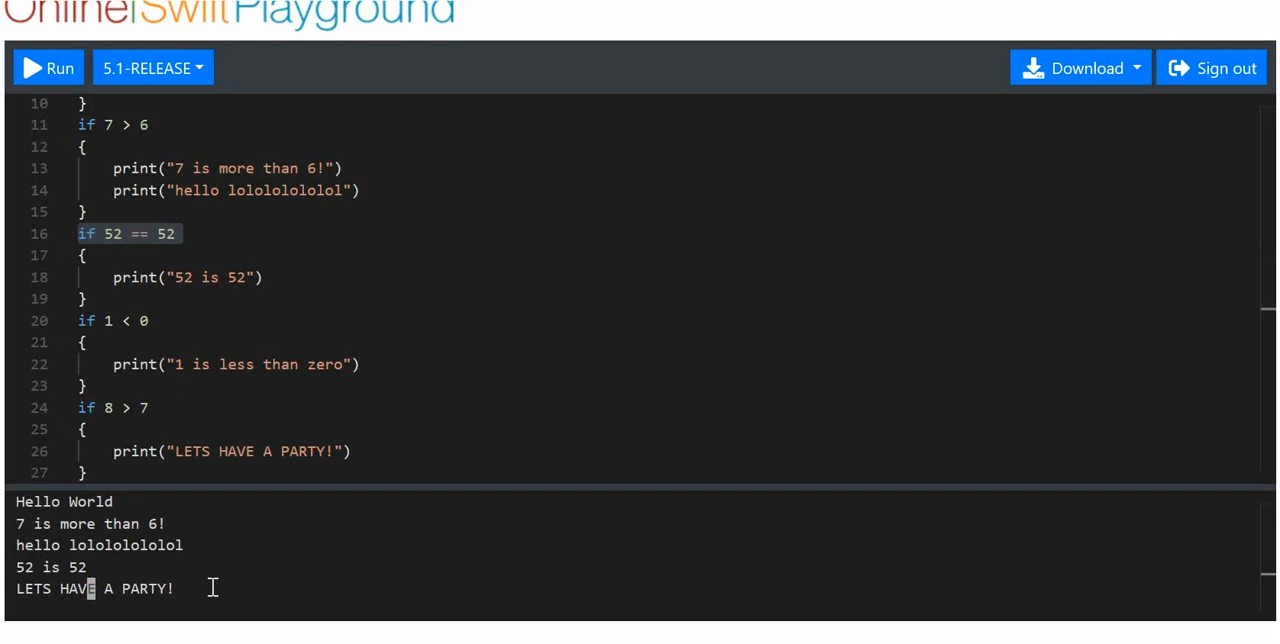 OnlineSwiftPlayground
Run
5.1-RELEASE
Download
Sign out
10 }
11 if 7 > 6
12 {
13 print("7 is more than 6!")
14 print("hello lolololololol")
15 }
16 if 52 == 52
17 {
18 print("52 is 52")
19 }
20 if 1 < 0
21 {
22 print("1 is less than zero")
23 }
24 if 8 > 7
25 {
26 print("LETS HAVE A PARTY!")
27 }
Hello World
7 is more than 6!
hello lolololololol
52 is 52
LETS HAVE A PARTY!